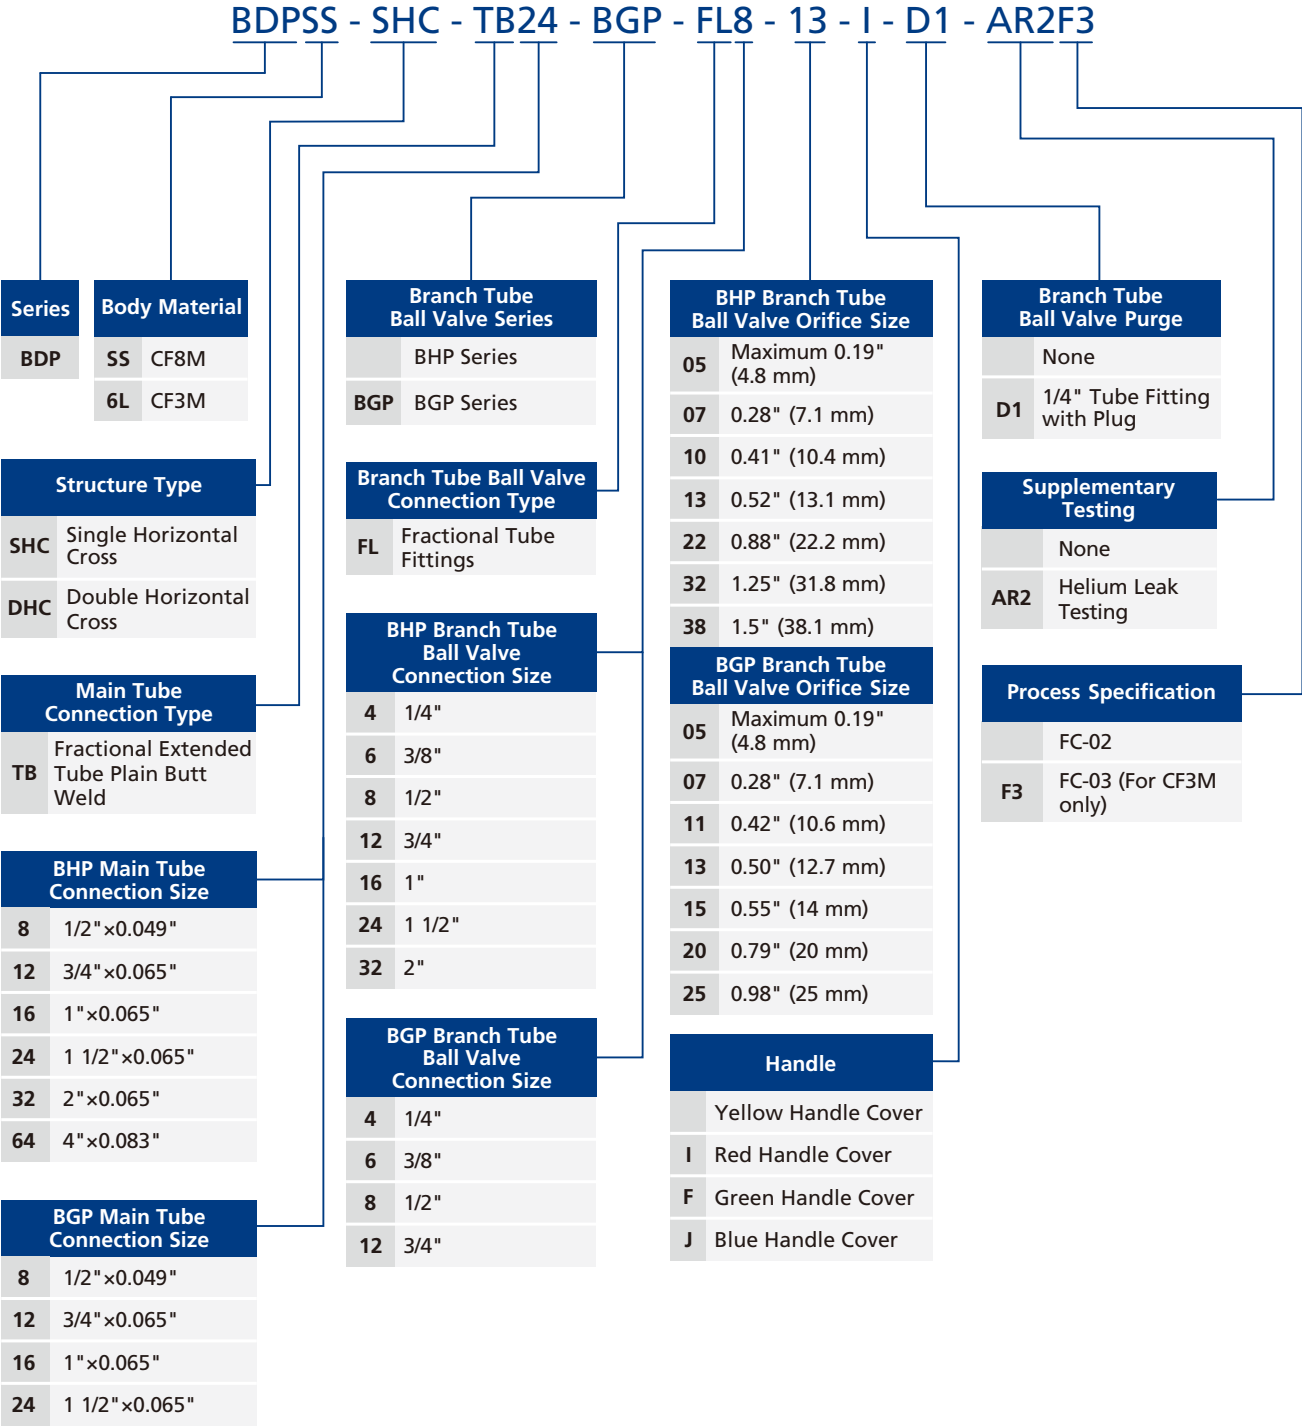 BDPSS - SHC - TB24 - BGP - FL8 - 13 - I - D1 - AR2F3
Series
BDP
Body Material
SS CF8M
6L CF3M
Structure Type
SHC Single Horizontal
Cross
DHC Double Horizontal
Cross
Main Tube
Connection Type
TB Fractional Extended
Tube Plain Butt
Weld
BHP Main Tube
Connection Size
8 1/2"×0.049"
12 3/4"×0.065"
16 1"×0.065"
24 1 1/2"×0.065"
32 2"×0.065"
64 4"×0.083"
BGP Main Tube
Connection Size
8 1/2"×0.049"
12 3/4"×0.065"
16 1"×0.065"
24 1 1/2"×0.065"
Branch Tube
Ball Valve Series
BHP Series
BGP BGP Series
Branch Tube Ball Valve
Connection Type
FL Fractional Tube
Fittings
BHP Branch Tube
Ball Valve
Connection Size
4 1/4"
6 3/8"
8 1/2"
12 3/4"
16 1"
24 1 1/2"
32 2"
BGP Branch Tube
Ball Valve
Connection Size
4 1/4"
6 3/8"
8 1/2"
12 3/4"
BHP Branch Tube
Ball Valve Orifice Size
05 Maximum 0.19"
(4.8 mm)
07 0.28" (7.1 mm)
10 0.41" (10.4 mm)
13 0.52" (13.1 mm)
22 0.88" (22.2 mm)
32 1.25" (31.8 mm)
38 1.5" (38.1 mm)
BGP Branch Tube
Ball Valve Orifice Size
05 Maximum 0.19"
(4.8 mm)
07 0.28" (7.1 mm)
11 0.42" (10.6 mm)
13 0.50" (12.7 mm)
15 0.55" (14 mm)
20 0.79" (20 mm)
25 0.98" (25 mm)
Handle
Yellow Handle Cover
I Red Handle Cover
F Green Handle Cover
J Blue Handle Cover
Branch Tube
Ball Valve Purge
None
D1 1/4" Tube Fitting
with Plug
Supplementary
Testing
None
AR2 Helium Leak
Testing
Process Specification
FC-02
F3 FC-03 (For CF3M
only)